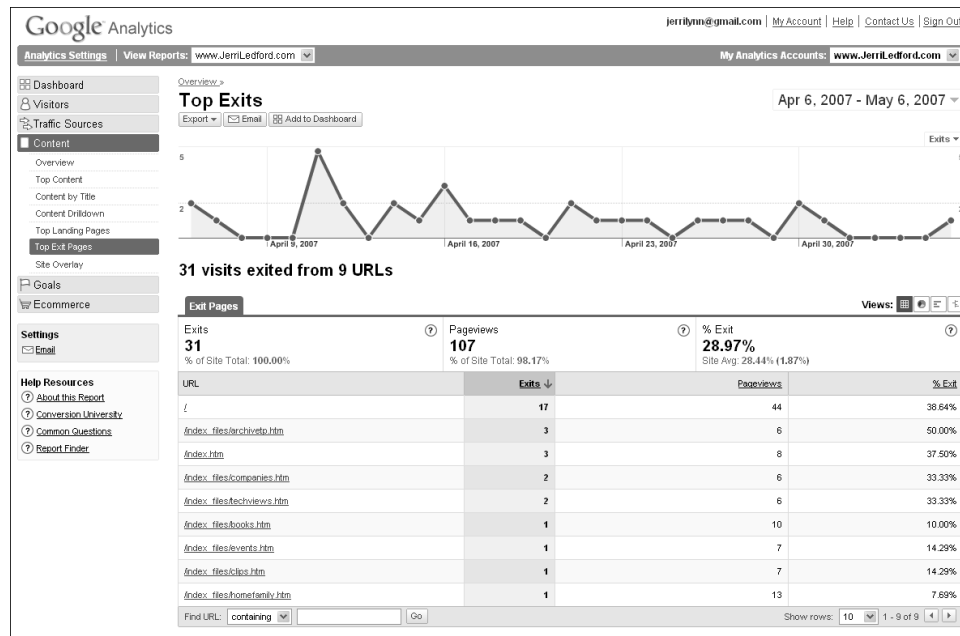 Google Analytics
jerrilynn@gmail.com | My Account | Help | Contact Us | Sign Out
Analytics Settings | View Reports: www.JerriLedford.com
My Analytics Accounts: www.JerriLedford.com
Dashboard
Visitors
Traffic Sources
Content
Overview
Top Content
Content by Title
Content Drilldown
Top Landing Pages
Top Exit Pages
Site Overlay
Goals
Ecommerce
Settings
Email
Help Resources
About this Report
Conversion University
Common Questions
Report Finder
Overview »
Top Exits
Apr 6, 2007 - May 6, 2007
Export Email Add to Dashboard
Exits
5
2
April 9, 2007 April 16, 2007 April 23, 2007 April 30, 2007
31 visits exited from 9 URLs
Exit Pages
Views:
Exits
31
% of Site Total: 100.00%
Pageviews
107
% of Site Total: 98.17%
% Exit
28.97%
Site Avg: 28.44% (1.87%)
URL Exits Pageviews % Exit
/ 17 44 38.64%
/index_files/archivetp.htm 3 6 50.00%
/index.htm 3 8 37.50%
/index_files/companies.htm 2 6 33.33%
/index_files/techviews.htm 2 6 33.33%
/index_files/books.htm 1 10 10.00%
/index_files/events.htm 1 7 14.29%
/index_files/clips.htm 1 7 14.29%
/index_files/homefamily.htm 1 13 7.69%
Find URL: containing Go
Show rows: 10 1 - 9 of 9